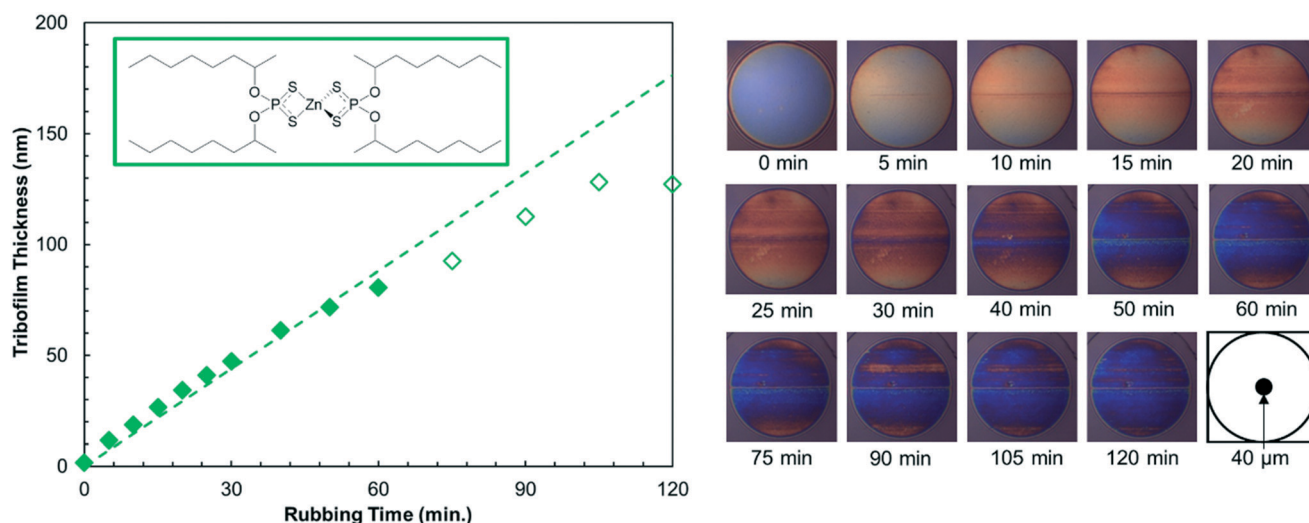 200
150
100
50
0
Tribofilm Thickness (nm)
O P S S Zn S S P O
O O
0 30 60 90 120
Rubbing Time (min.)
0 min 5 min 10 min 15 min 20 min
25 min 30 min 40 min 50 min 60 min
75 min 90 min 105 min 120 min 40 µm